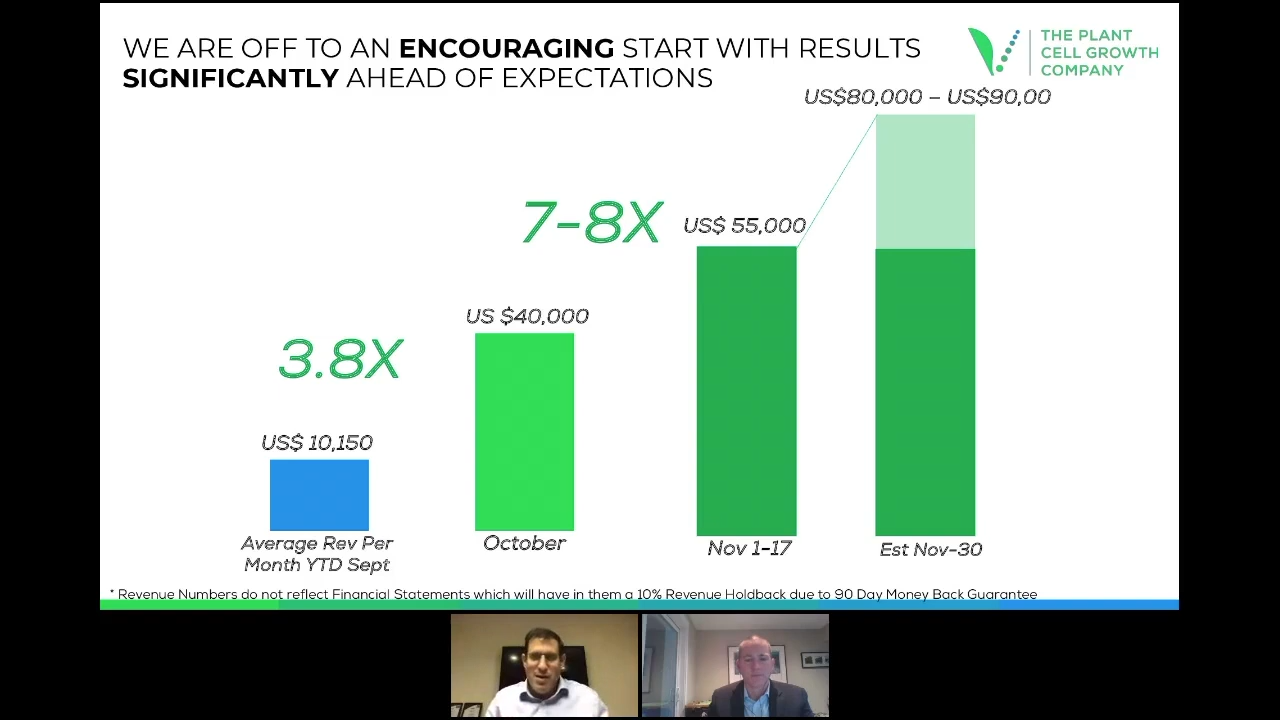 WE ARE OFF TO AN ENCOURAGING START WITH RESULTS
SIGNIFICANTLY AHEAD OF EXPECTATIONS
THE PLANT
CELL GROWTH
COMPANY
US$80,000 – US$90,00
7-8X
US$ 55,000
US $40,000
3.8X
US$ 10,150
Average Rev Per
Month YTD Sept
October
Nov 1-17
Est Nov-30
* Revenue Numbers do not reflect Financial Statements which will have in them a 10% Revenue Holdback due to 90 Day Money Back Guarantee